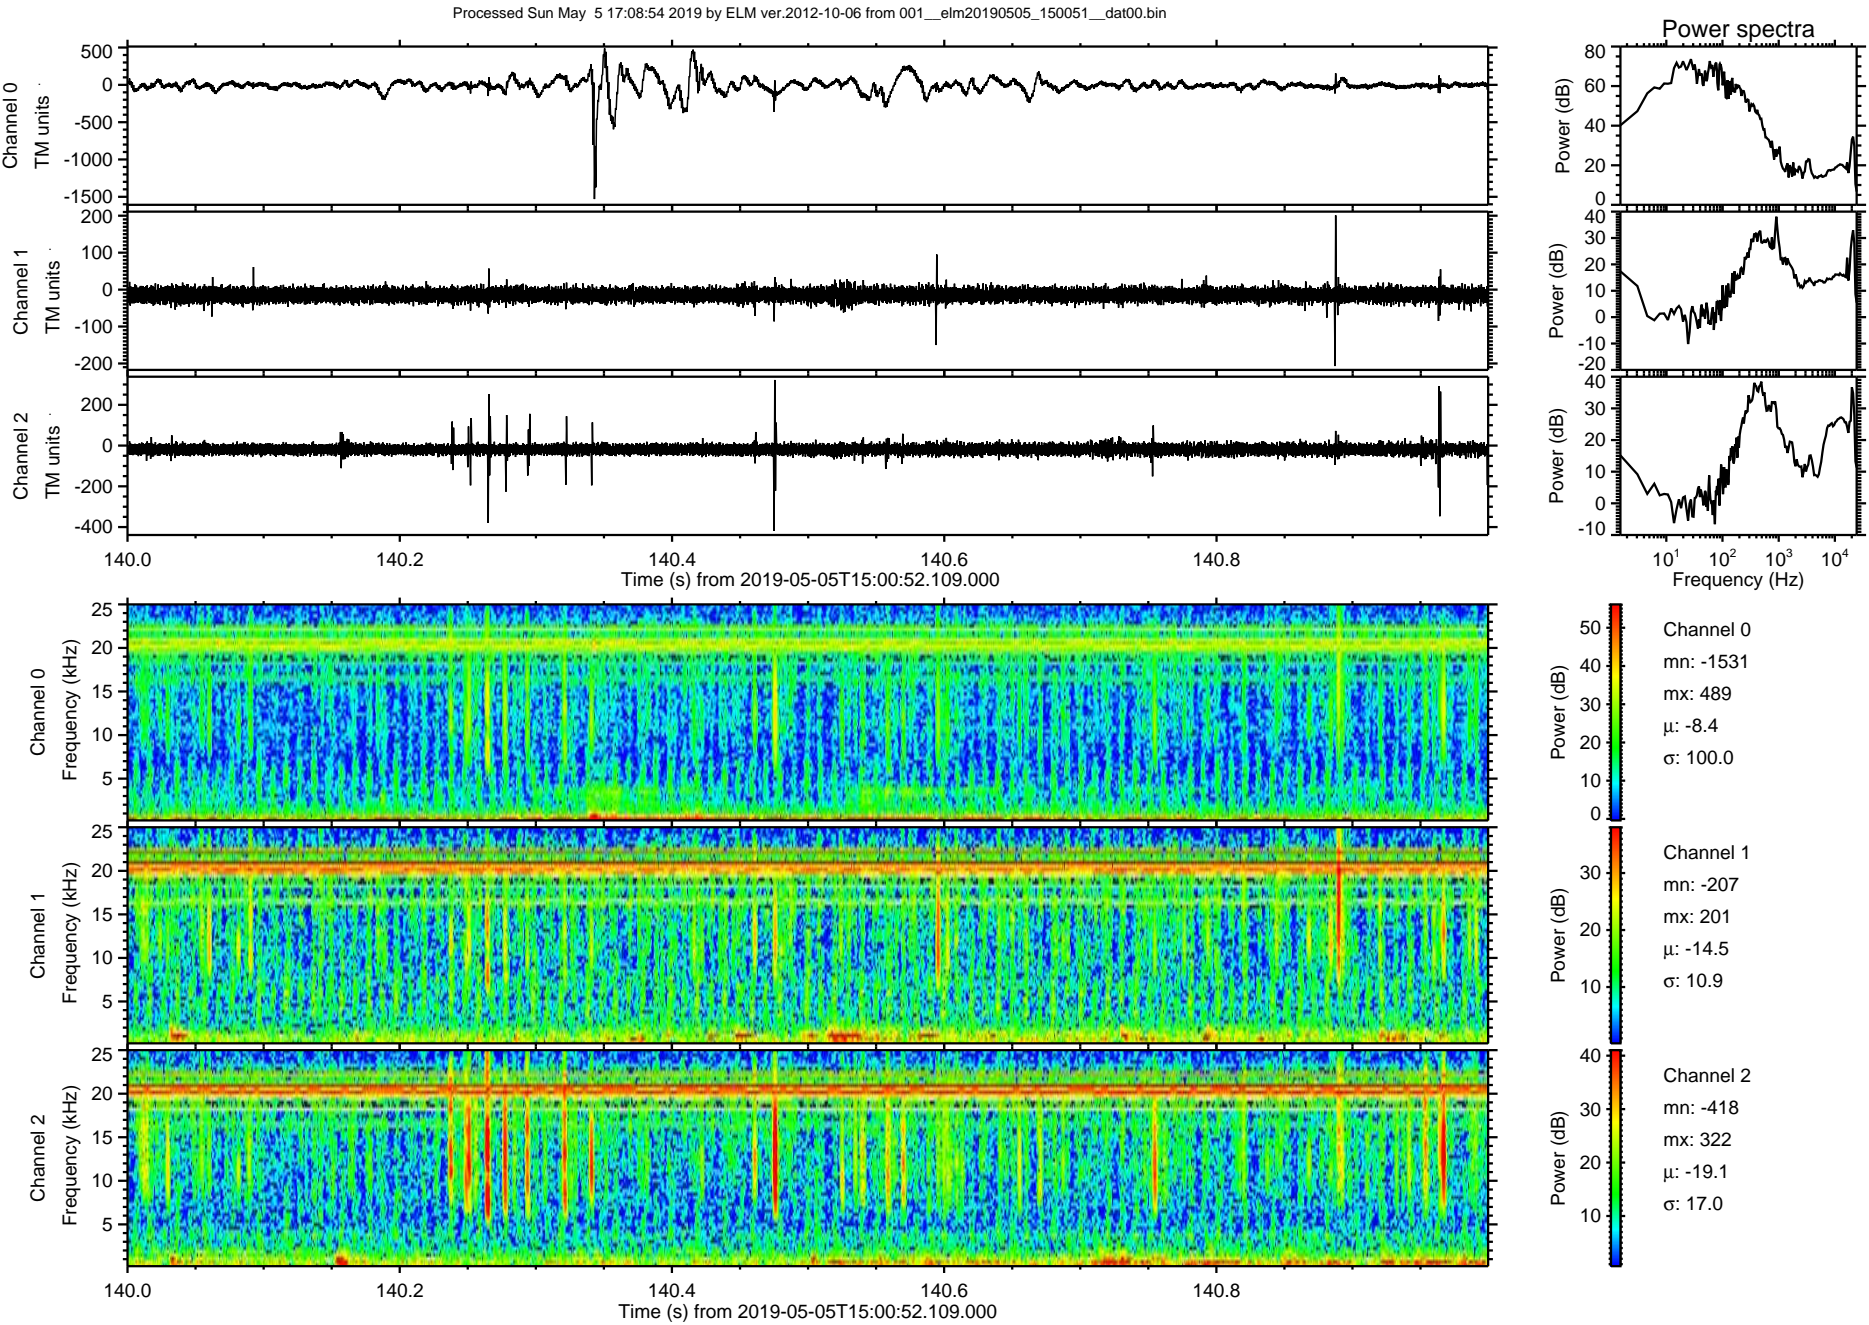 Processed Sun May  5 17:08:54 2019 by ELM ver.2012-10-06 from 001__elm20190505_150051__dat00.bin
Power spectra
Channel 0
TM units
500
0
-500
-1000
-1500
Power (dB)
80
60
40
20
0
Channel 1
TM units
200
100
0
-100
-200
Power (dB)
40
30
20
10
0
-10
-20
Channel 2
TM units
200
0
-200
-400
Power (dB)
40
30
20
10
0
-10
140.0 140.2 140.4 140.6 140.8
Time (s) from 2019-05-05T15:00:52.109.000
10^1 10^2 10^3 10^4
Frequency (Hz)
Channel 0
Frequency (kHz)
25
20
15
10
5
Power (dB)
50
40
30
20
10
0
Channel 0
mn: -1531
mx: 489
μ: -8.4
σ: 100.0
Channel 1
Frequency (kHz)
25
20
15
10
5
Power (dB)
30
20
10
Channel 1
mn: -207
mx: 201
μ: -14.5
σ: 10.9
Channel 2
Frequency (kHz)
25
20
15
10
5
Power (dB)
40
30
20
10
Channel 2
mn: -418
mx: 322
μ: -19.1
σ: 17.0
140.0 140.2 140.4 140.6 140.8
Time (s) from 2019-05-05T15:00:52.109.000